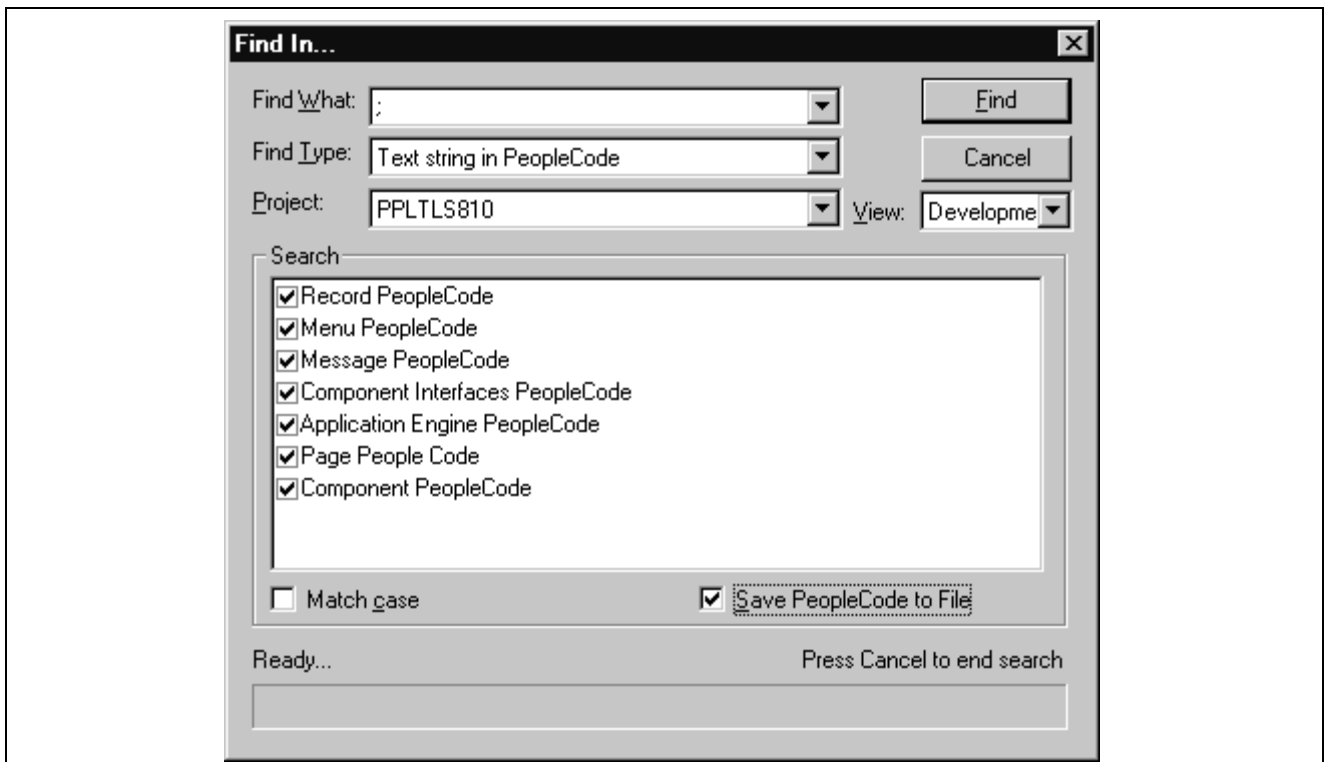 Find In...
Find What: ; Find
Find Type: Text string in PeopleCode Cancel
Project: PPLTLS810 View: Developme
Search
Record PeopleCode
Menu PeopleCode
Message PeopleCode
Component Interfaces PeopleCode
Application Engine PeopleCode
Page People Code
Component PeopleCode
Match case Save PeopleCode to File
Ready... Press Cancel to end search